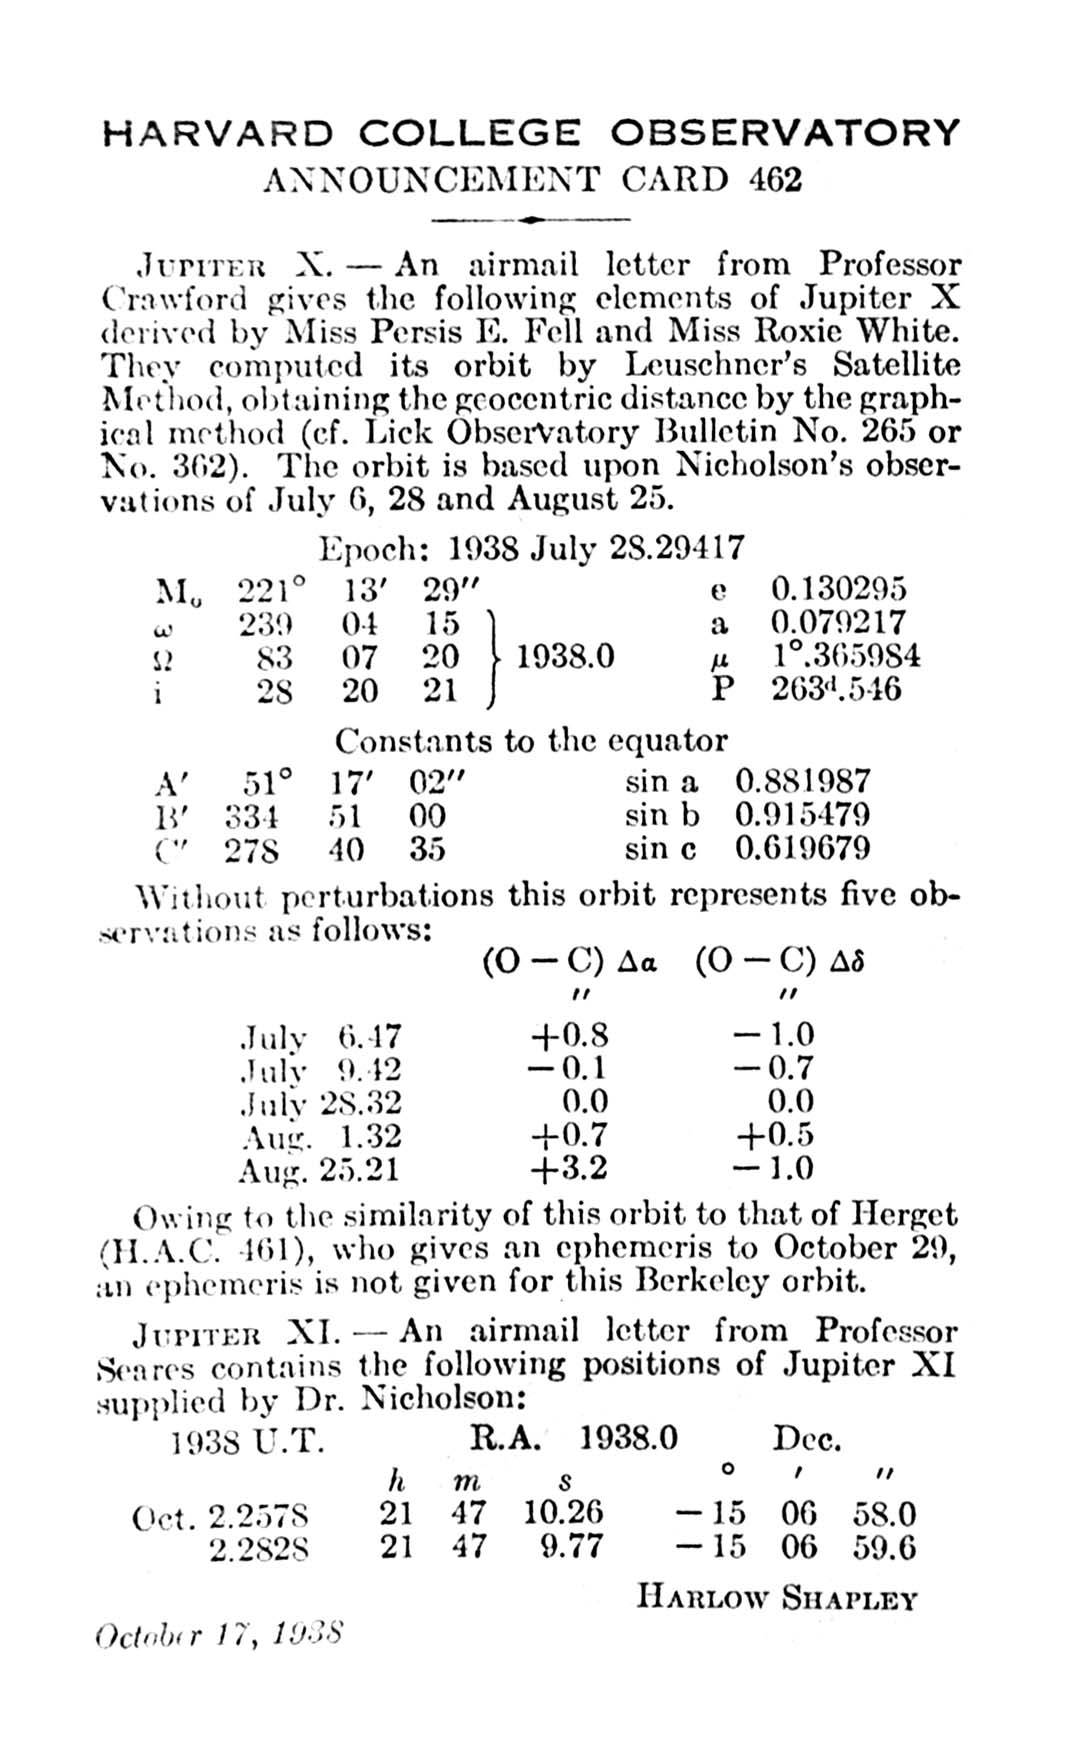 HARVARD COLLEGE OBSERVATORY
ANNOUNCEMENT CARD 462
JUPITER X. — An airmail letter from Professor
Crawford gives the following elements of Jupiter X
derived by Miss Persis E. Fell and Miss Roxie White.
They computed its orbit by Leuschner's Satellite
Method, obtaining the geocentric distance by the graph-
ical method (cf. Lick Observatory Bulletin No. 265 or
No. 362). The orbit is based upon Nicholson's obser-
vations of July 6, 28 and August 25.
Epoch: 1938 July 28.29417
M₀ 221° 13′ 29″ e 0.130295
ω 239 04 15 a 0.079217
Ω 83 07 20 } 1938.0 μ 1°.365984
i 28 20 21 P 263ᵈ.546
Constants to the equator
A′ 51° 17′ 02″ sin a 0.881987
B′ 334 51 00 sin b 0.915479
C″ 278 40 35 sin c 0.619679
Without perturbations this orbit represents five ob-
servations as follows:
(O — C) Δα (O — C) Δδ
″ ″
July 6.47 +0.8 — 1.0
July 9.42 — 0.1 — 0.7
July 28.32 0.0 0.0
Aug. 1.32 +0.7 +0.5
Aug. 25.21 +3.2 — 1.0
Owing to the similarity of this orbit to that of Herget
(H.A.C. 461), who gives an ephemeris to October 29,
an ephemeris is not given for this Berkeley orbit.
JUPITER XI. — An airmail letter from Professor
Seares contains the following positions of Jupiter XI
supplied by Dr. Nicholson:
1938 U.T. R.A. 1938.0 Dec.
h m s ° ′ ″
Oct. 2.2578 21 47 10.26 — 15 06 58.0
2.2828 21 47 9.77 — 15 06 59.6
HARLOW SHAPLEY
October 17, 1938